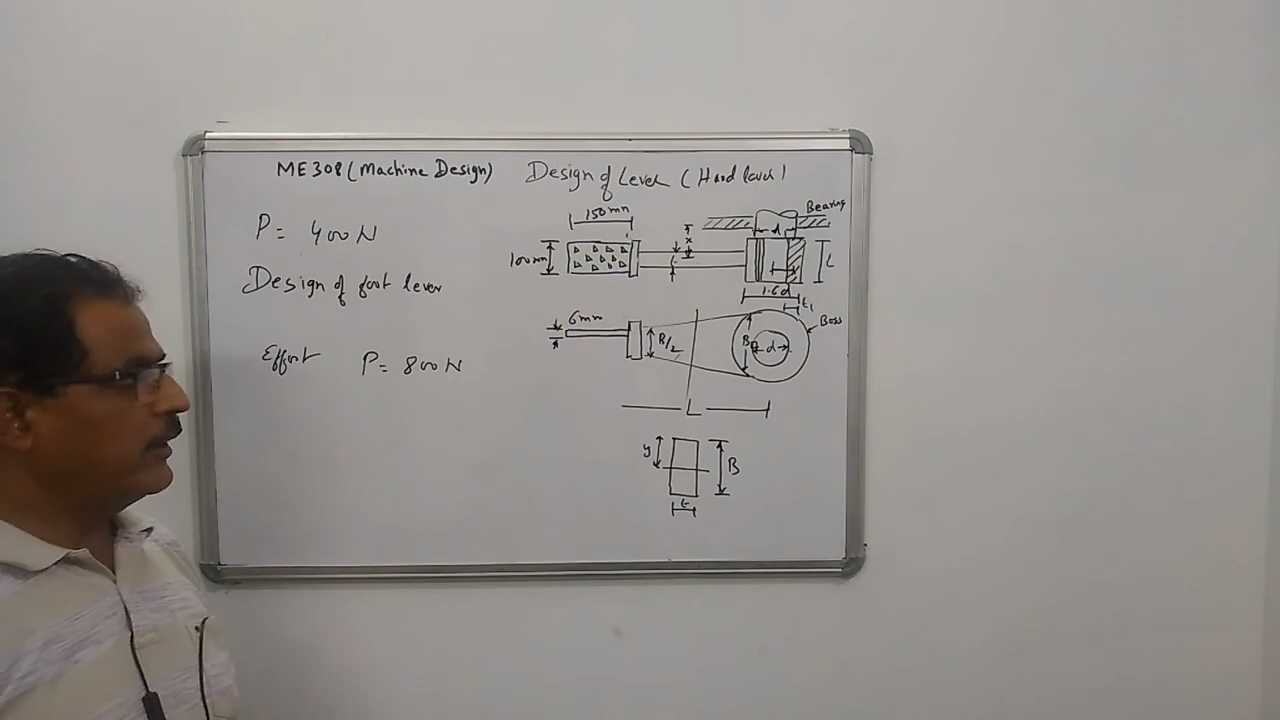 ME308 (Machine Design)
Design of Lever (Hand lever)
P = 400 N
Design of foot lever
Effort P = 800 N
150mm
100mm
Bearing
d
x
t
L
1.6d
t₁
6mm
B/2
B
d
Boss
L
y
B
t